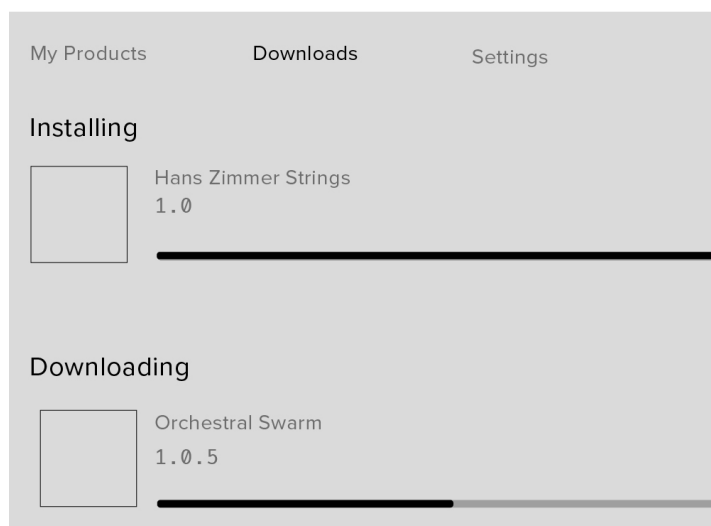 My Products
Downloads
Settings
Installing
Hans Zimmer Strings
1.0
Downloading
Orchestral Swarm
1.0.5